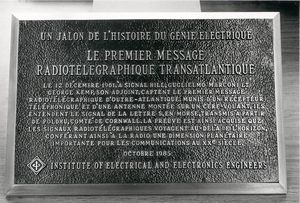 UN JALON DE L'HISTOIRE DU GÉNIE ÉLECTRIQUE
LE PREMIER MESSAGE
RADIOTÉLÉGRAPHIQUE TRANSATLANTIQUE
LE 12 DÉCEMBRE 1901, À SIGNAL HILL, GUGLIELMO MARCONI ET
GEORGE KEMP, SON ADJOINT, CAPTENT LE PREMIER MESSAGE
RADIOTÉLÉGRAPHIQUE D'OUTRE-ATLANTIQUE; MUNIS D'UN RÉCEPTEUR
TÉLÉPHONIQUE ET D'UNE ANTENNE MONTÉE SUR UN CERF-VOLANT, ILS
ENTENDENT LE SIGNAL DE LA LETTRE S, EN MORSE, TRANSMIS À PARTIR
DE POLDHU, COMTÉ DE CORNWALL. LA PREUVE EST AINSI ACQUISE QUE
LES SIGNAUX RADIOTÉLÉGRAPHIQUES VOYAGENT AU-DELÀ DE L'HORIZON,
CONFÉRANT AINSI À LA RADIO UNE DIMENSION PLANÉTAIRE
IMPORTANTE POUR LES COMMUNICATIONS AU XXe SIÈCLE.
OCTOBRE 1985
INSTITUTE OF ELECTRICAL AND ELECTRONICS ENGINEERS